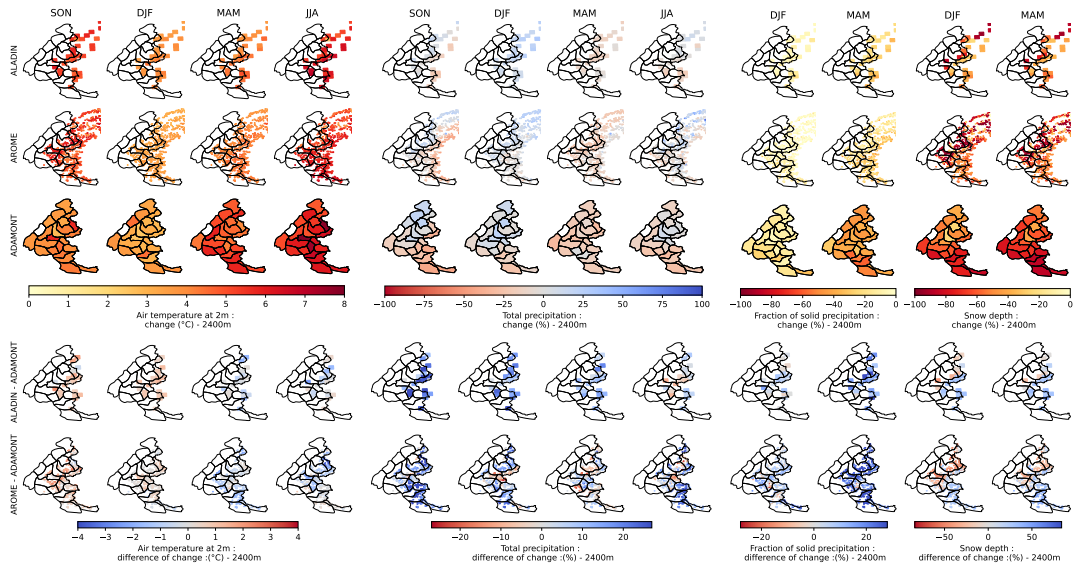 SON DJF MAM JJA SON DJF MAM JJA DJF MAM DJF MAM
ALADIN
AROME
ADAMONT
0 1 2 3 4 5 6 7 8
Air temperature at 2m :
change (°C) - 2400m
−100 −75 −50 −25 0 25 50 75 100
Total precipitation :
change (%) - 2400m
−100 −80 −60 −40 −20 0
Fraction of solid precipitation :
change (%) - 2400m
−100 −80 −60 −40 −20 0
Snow depth :
change (%) - 2400m
ALADIN - ADAMONT
AROME - ADAMONT
−4 −3 −2 −1 0 1 2 3 4
Air temperature at 2m :
difference of change :(°C) - 2400m
−20 −10 0 10 20
Total precipitation :
difference of change :(%) - 2400m
−20 0 20
Fraction of solid precipitation :
difference of change :(%) - 2400m
−50 0 50
Snow depth :
difference of change :(%) - 2400m